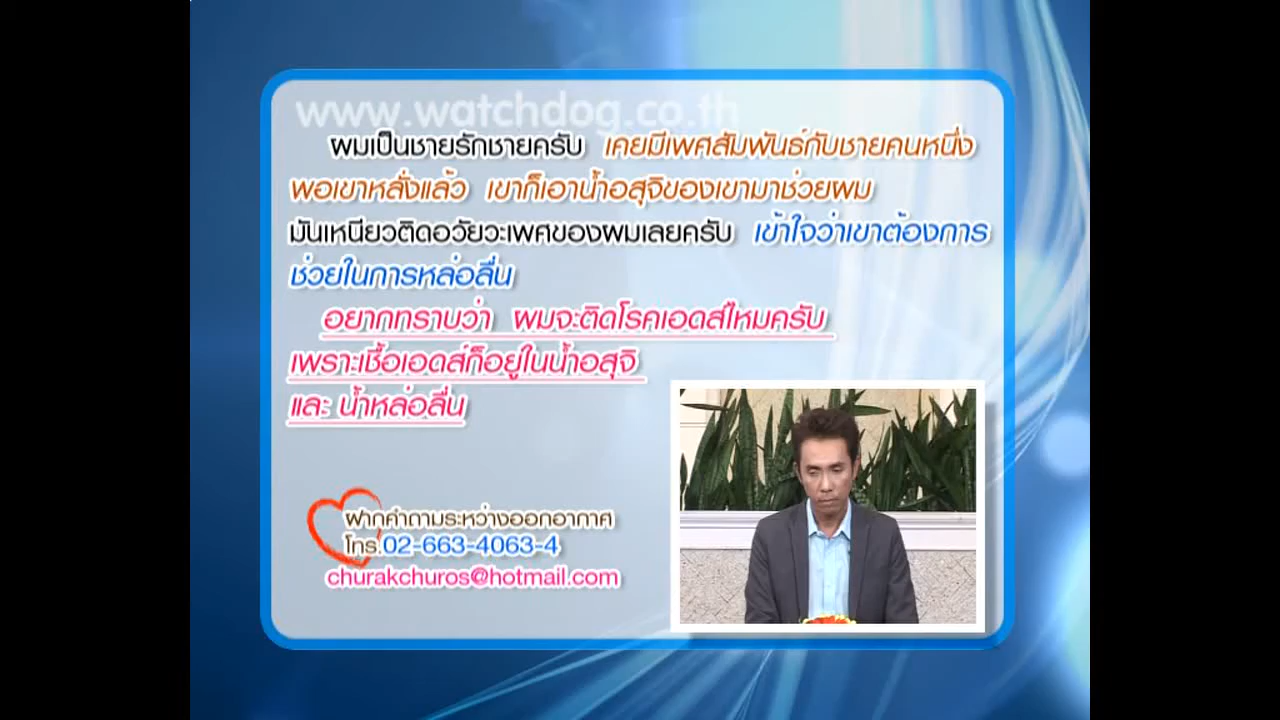 www.watchdog.co.th
ผมเป็นชายรักชายครับ เคยมีเพศสัมพันธ์กับชายคนหนึ่ง
พอเขาหลั่งแล้ว เขาก็เอาน้ำอสุจิของเขามาช่วยผม
มันเหนียวติดอวัยวะเพศของผมเลยครับ เข้าใจว่าเขาต้องการ
ช่วยในการหล่อลื่น
อยากทราบว่า ผมจะติดโรคเอดส์ไหมครับ
เพราะเชื้อเอดส์ก็อยู่ในน้ำอสุจิ
และ น้ำหล่อลื่น
ฝากคำถามระหว่างออกอากาศ
โทร.02-663-4063-4
churakchuros@hotmail.com